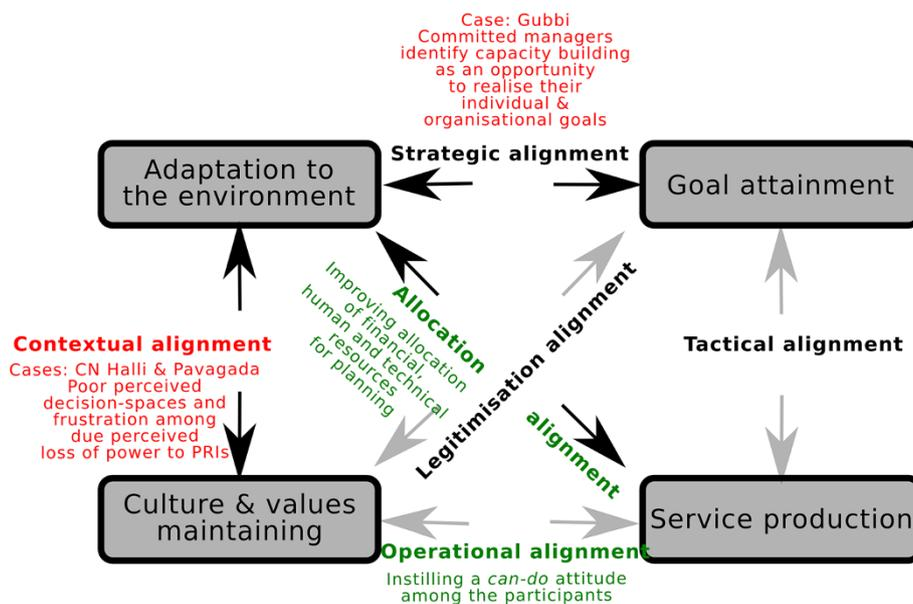 Case: Gubbi
Committed managers
identify capacity building
as an opportunity
to realise their
individual &
organisational goals
Strategic alignment
Adaptation to
the environment
Goal attainment
Allocation
alignment
Improving allocation
of financial,
human and technical
resources
for planning
Legitimisation alignment
Contextual alignment
Cases: CN Halli & Pavagada
Poor perceived
decision-spaces and
frustration among
due perceived
loss of power to PRIs
Tactical alignment
Culture & values
maintaining
Service production
Operational alignment
Instilling a can-do attitude
among the participants